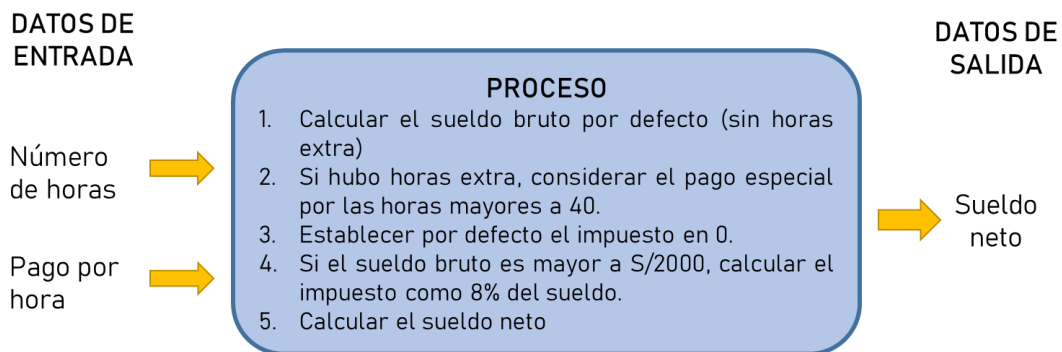 DATOS DE
ENTRADA
Número
de horas
Pago por
hora
PROCESO
1. Calcular el sueldo bruto por defecto (sin horas
extra)
2. Si hubo horas extra, considerar el pago especial
por las horas mayores a 40.
3. Establecer por defecto el impuesto en 0.
4. Si el sueldo bruto es mayor a S/2000, calcular el
impuesto como 8% del sueldo.
5. Calcular el sueldo neto
DATOS DE
SALIDA
Sueldo
neto